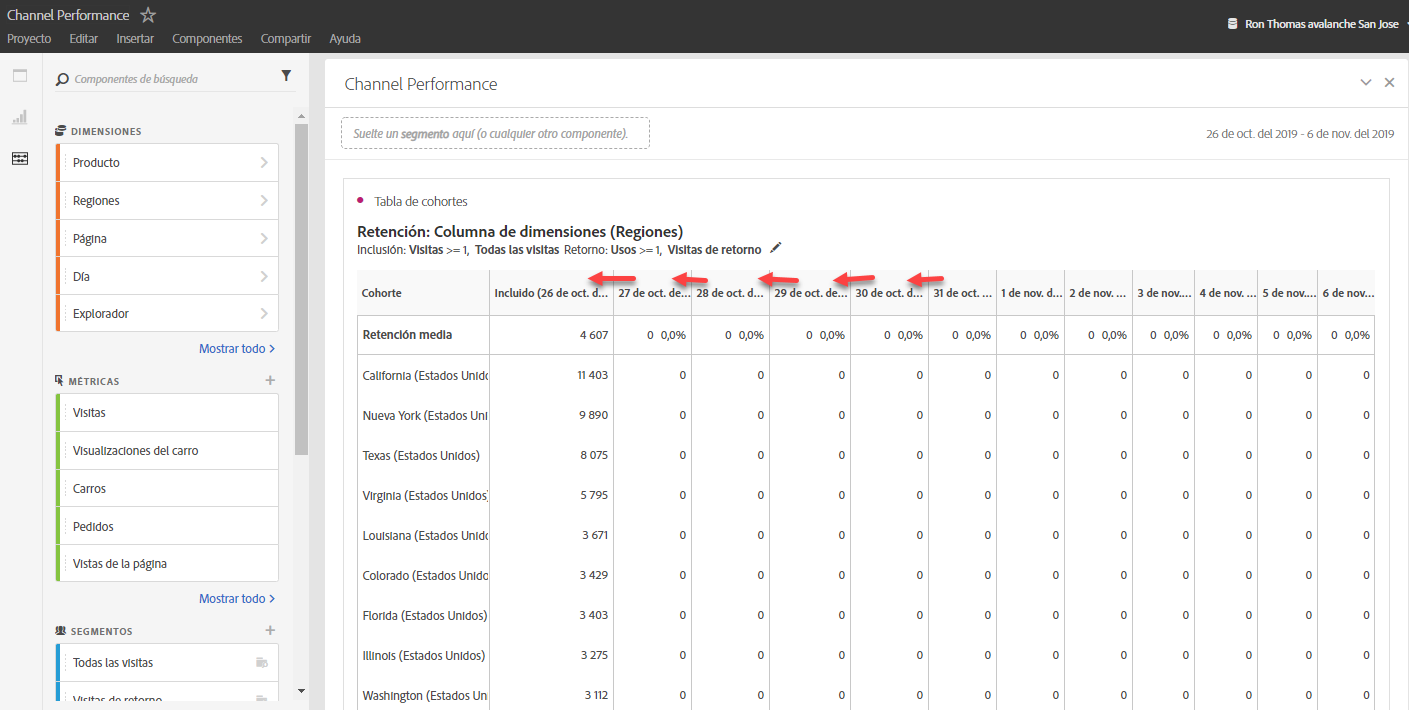 Channel Performance
Ron Thomas avalanche San Jose
Proyecto Editar Insertar Componentes Compartir Ayuda
Componentes de búsqueda
DIMENSIONES
Producto
Regiones
Página
Día
Explorador
Mostrar todo
MÉTRICAS
Visitas
Visualizaciones del carro
Carros
Pedidos
Vistas de la página
Mostrar todo
SEGMENTOS
Todas las visitas
Visitas de retorno
Channel Performance
Suelte un segmento aquí (o cualquier otro componente).
26 de oct. del 2019 - 6 de nov. del 2019
Tabla de cohortes
Retención: Columna de dimensiones (Regiones)
Inclusión: Visitas >= 1, Todas las visitas Retorno: Usos >= 1, Visitas de retorno
Cohorte Incluido (26 de oct. d... 27 de oct. de... 28 de oct. d... 29 de oct. de... 30 de oct. d... 31 de oct. ... 1 de nov. d... 2 de nov. ... 3 de nov.... 4 de nov. ... 5 de nov.... 6 de nov...
Retención media 4 607 0 0,0% 0 0,0% 0 0,0% 0 0,0% 0 0,0% 0 0,0% 0 0,0% 0 0,0% 0 0,0% 0 0,0% 0 0,0%
California (Estados Unido 11 403 0 0 0 0 0 0 0 0 0 0 0
Nueva York (Estados Uni 9 890 0 0 0 0 0 0 0 0 0 0 0
Texas (Estados Unidos) 8 075 0 0 0 0 0 0 0 0 0 0 0
Virginia (Estados Unidos) 5 795 0 0 0 0 0 0 0 0 0 0 0
Louisiana (Estados Unido 3 671 0 0 0 0 0 0 0 0 0 0 0
Colorado (Estados Unido 3 429 0 0 0 0 0 0 0 0 0 0 0
Florida (Estados Unidos) 3 403 0 0 0 0 0 0 0 0 0 0 0
Illinois (Estados Unidos) 3 275 0 0 0 0 0 0 0 0 0 0 0
Washington (Estados Un 3 112 0 0 0 0 0 0 0 0 0 0 0